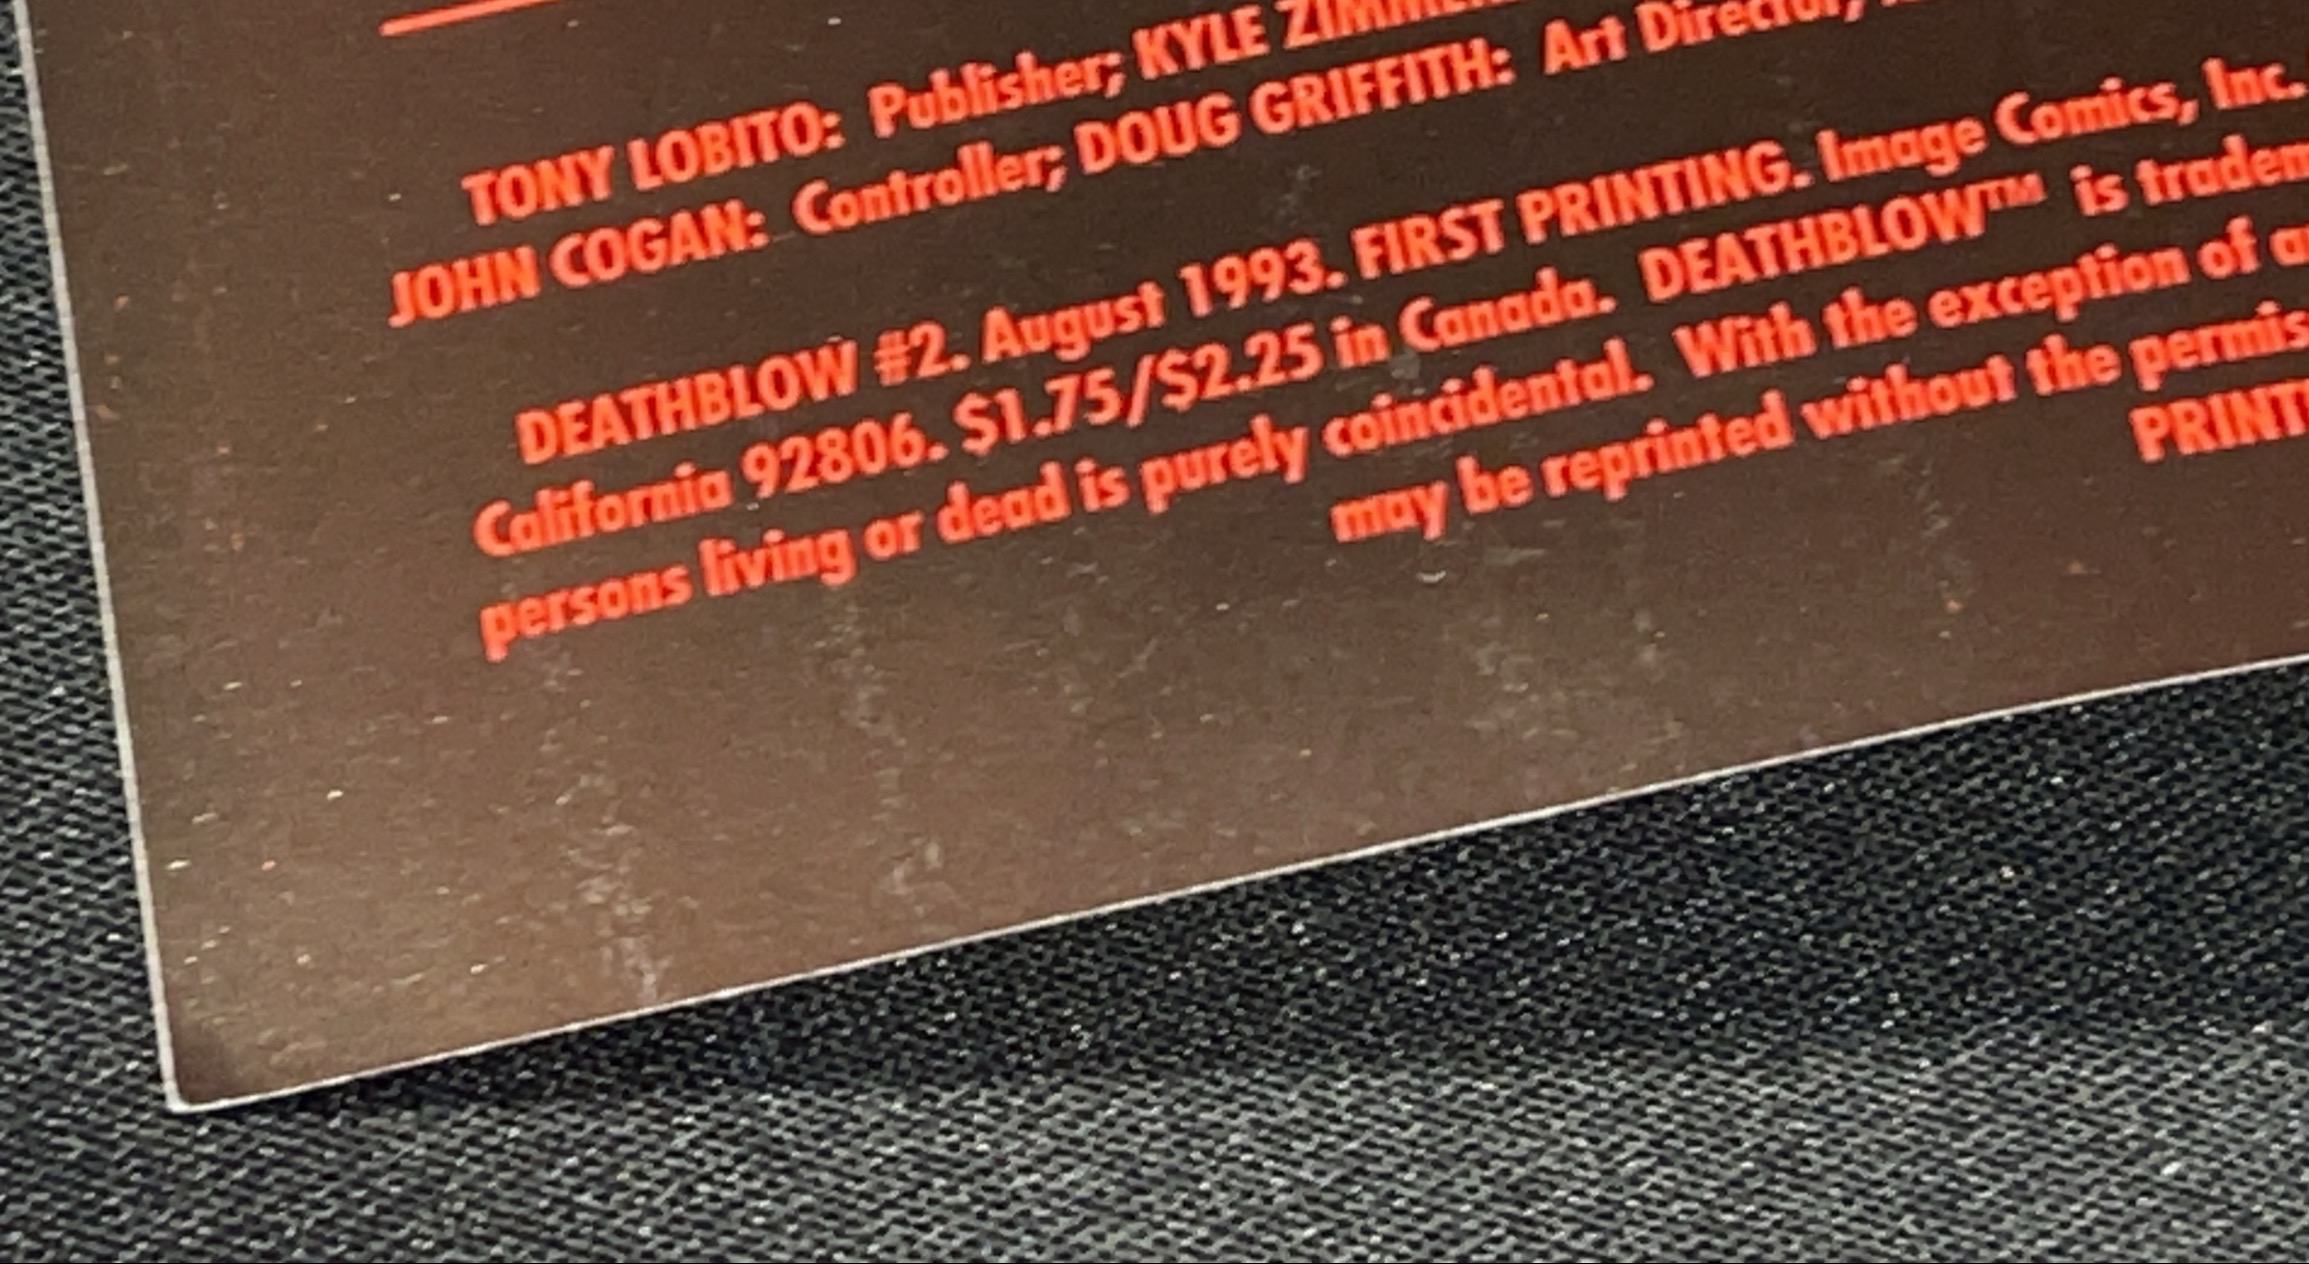 TONY LOBITO: Publisher; KYLE
JOHN COGAN: Controller; DOUG GRIFFITH: Art Director,
DEATHBLOW #2. August 1993. FIRST PRINTING. Image Comics, Inc.
California 92806. $1.75/$2.25 in Canada. DEATHBLOW™ is
persons living or dead is purely coincidental. With the exception of
may be reprinted without the